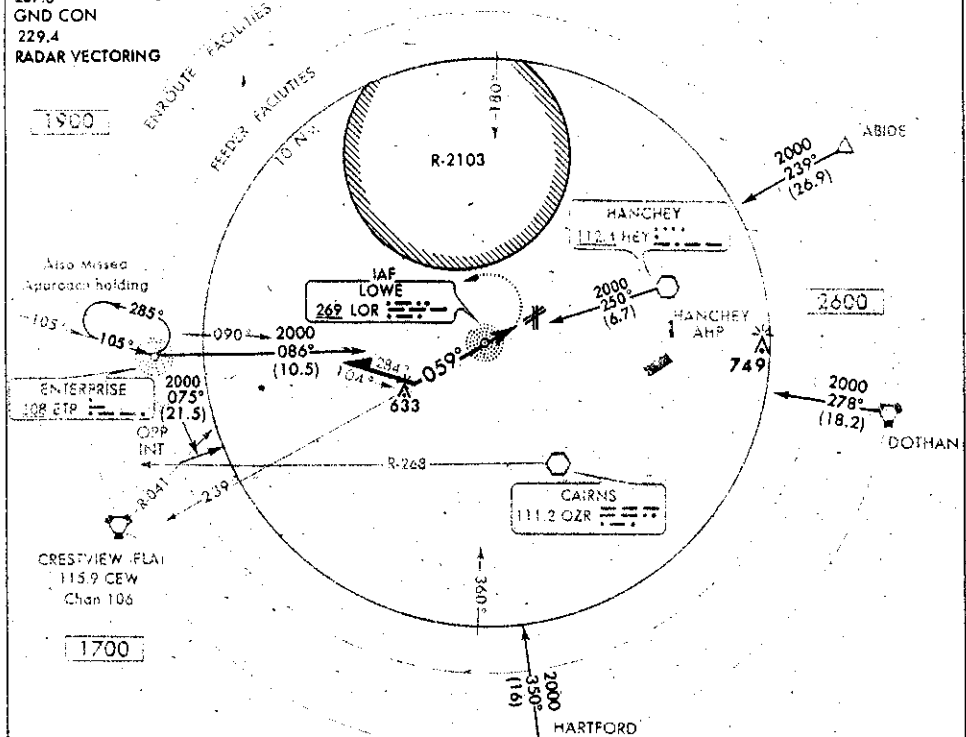 GND CON
229.4
RADAR VECTORING
ENROUTE FACILITIES
FEEDER FACILITIES
10 NM
1900
R-2103
081°
ABIDE
2000
239°
(26.9)
HANCHEY
112.4 HEY
IAF
LOWE
269 LOR
2000
250°
(6.7)
2600
HANCHEY
AHP
749
Also Missed
Approach holding
285°
105°
105°
090°
2000
086°
(10.5)
284°
104°
059°
633
ENTERPRISE
108 ETP
2000
075°
(21.5)
OPP
INT
R-041
239
R-268
2000
278°
(18.2)
DOTHAN
CAIRNS
111.2 OZR
CRESTVIEW
115.9 CEW
Chan 106
360°
1700
2000
350°
(16)
HARTFORD